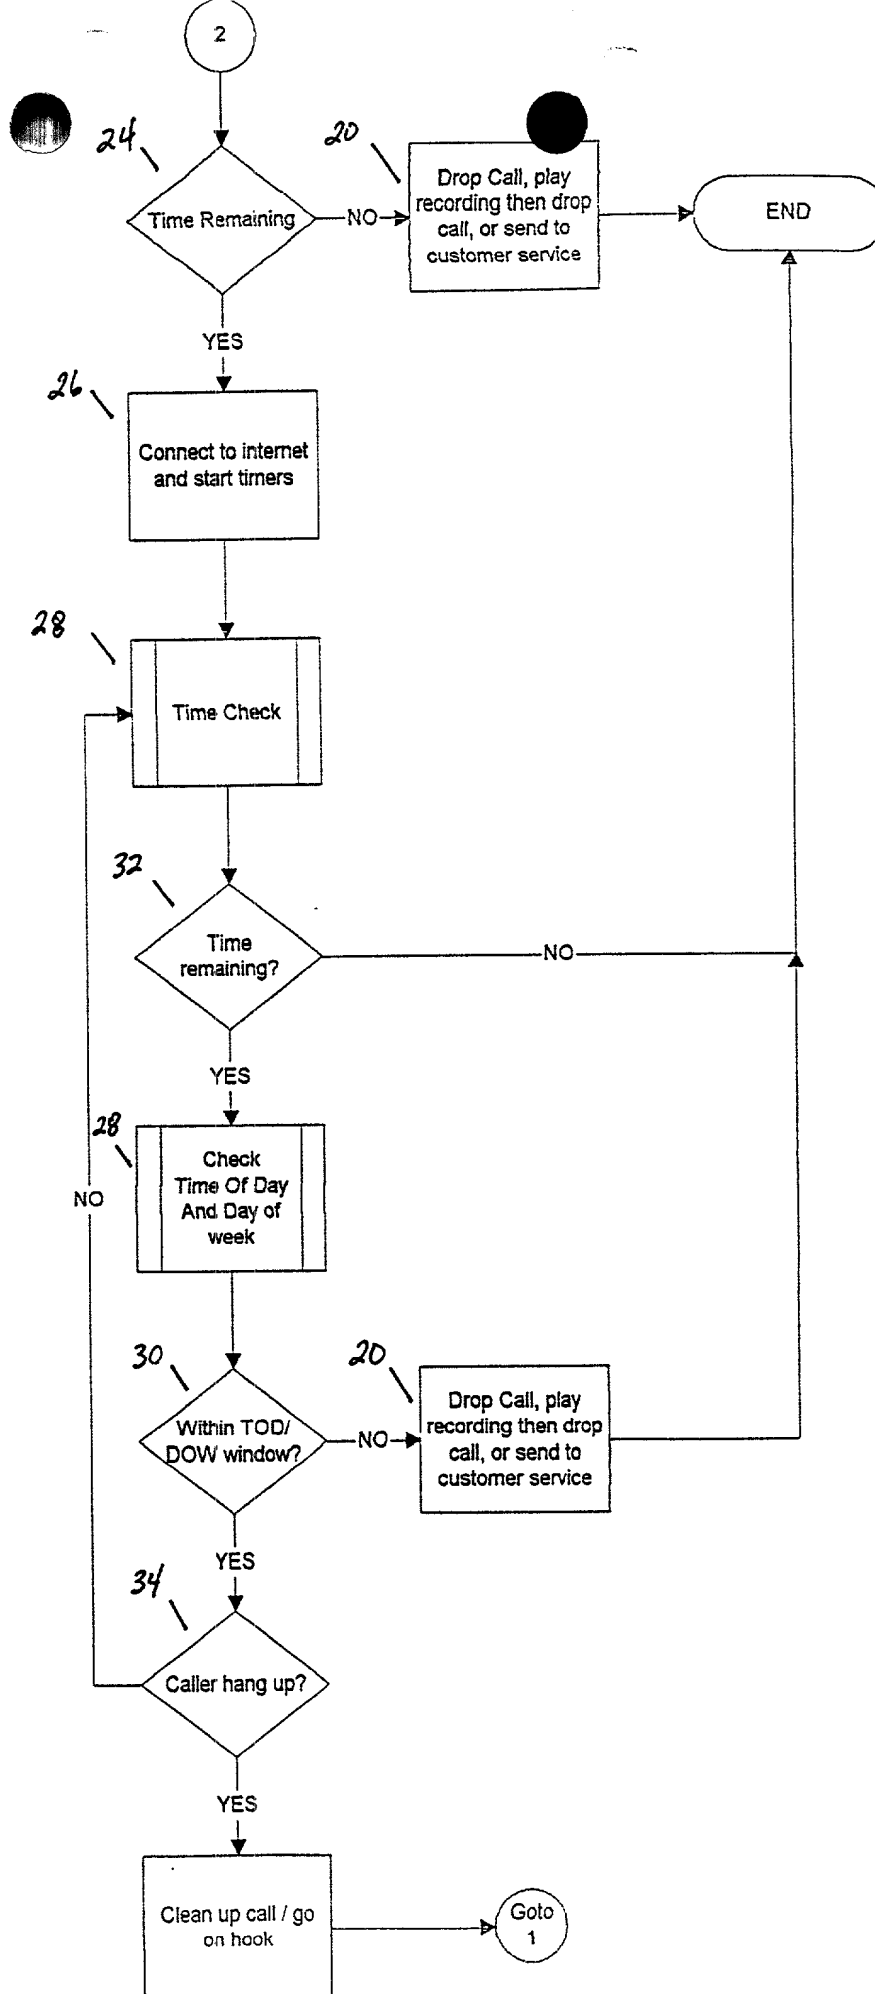 2
24
Time Remaining
NO
20
Drop Call, play
recording then drop
call, or send to
customer service
END
YES
26
Connect to internet
and start timers
28
Time Check
32
Time
remaining?
NO
YES
28
Check
Time Of Day
And Day of
week
NO
30
Within TOD/
DOW window?
NO
20
Drop Call, play
recording then drop
call, or send to
customer service
YES
34
Caller hang up?
YES
Clean up call / go
on hook
Goto
1